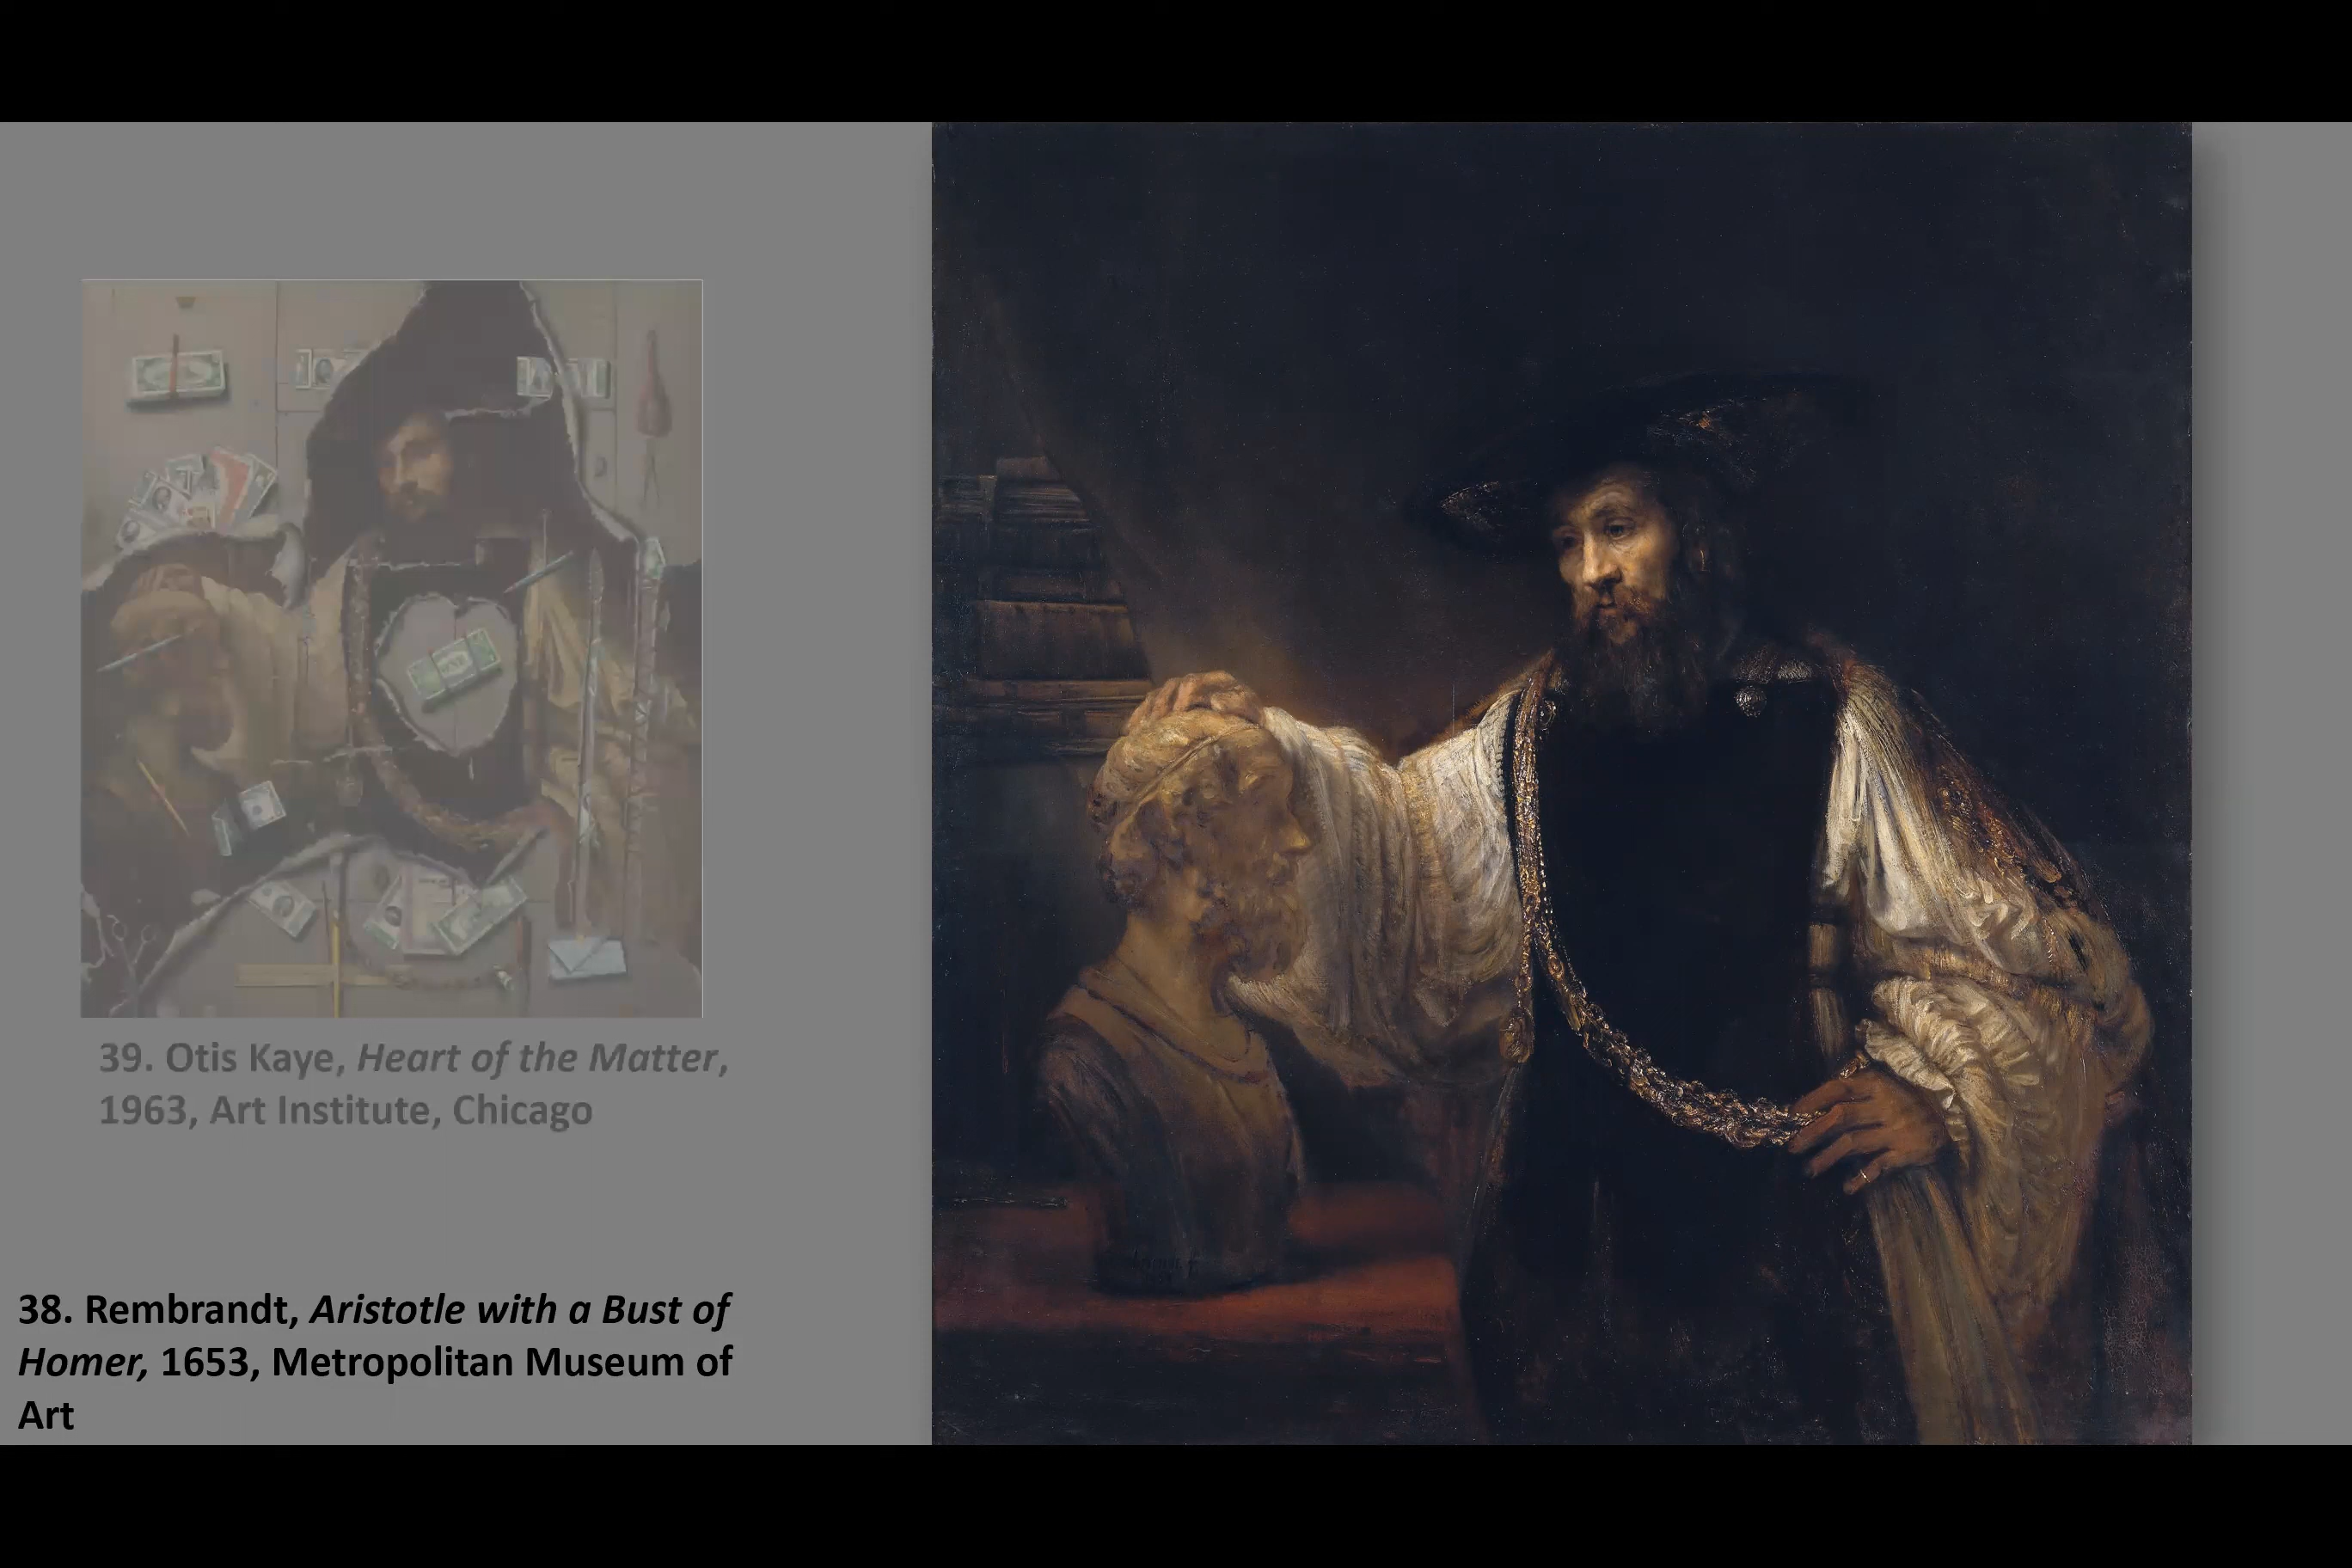 39. Otis Kaye, Heart of the Matter,
1963, Art Institute, Chicago
38. Rembrandt, Aristotle with a Bust of
Homer, 1653, Metropolitan Museum of
Art